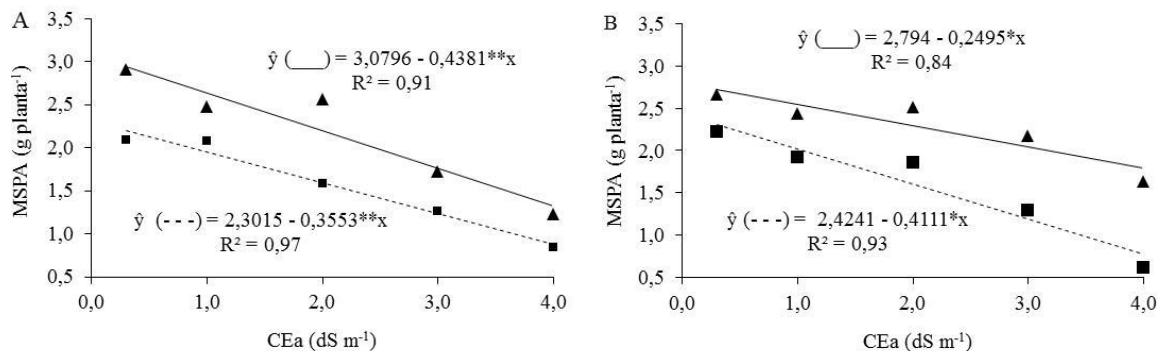 A
MSPA (g planta-1)
3,5
3,0
2,5
2,0
1,5
1,0
0,5
ŷ (___) = 3,0796 - 0,4381**x
R² = 0,91
ŷ (- - -) = 2,3015 - 0,3553**x
R² = 0,97
0,0 1,0 2,0 3,0 4,0
CEa (dS m-1)
B
MSPA (g planta-1)
3,5
3,0
2,5
2,0
1,5
1,0
0,5
ŷ (___) = 2,794 - 0,2495*x
R² = 0,84
ŷ (- - -) = 2,4241 - 0,4111*x
R² = 0,93
0,0 1,0 2,0 3,0 4,0
CEa (dS m-1)